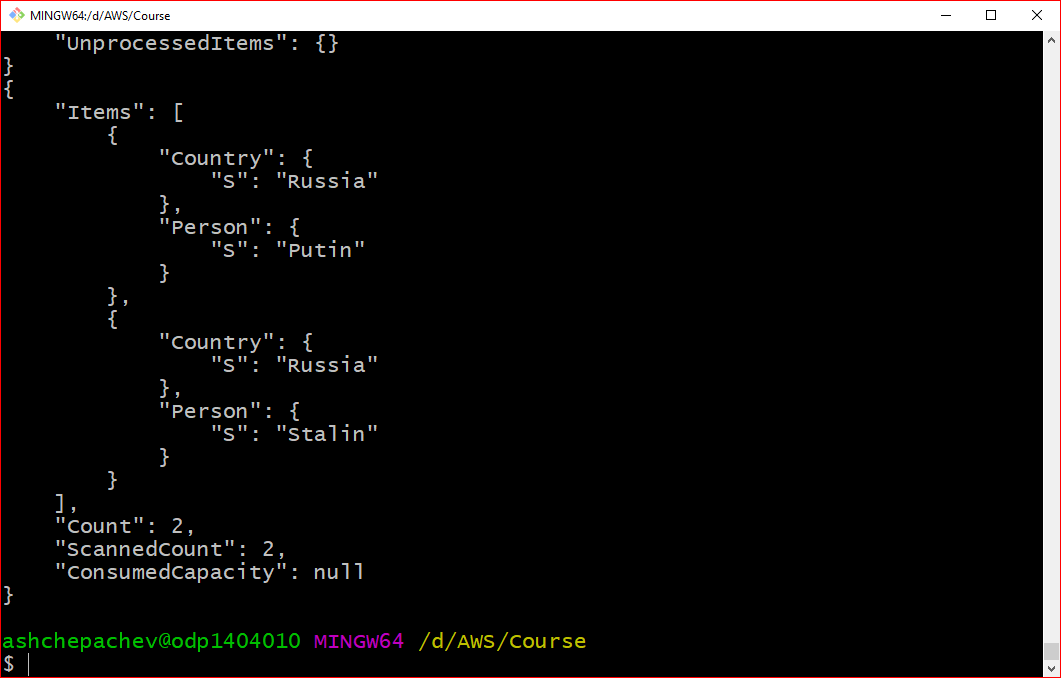 MINGW64:/d/AWS/Course
    "UnprocessedItems": {}
}
{
    "Items": [
        {
            "Country": {
                "S": "Russia"
            },
            "Person": {
                "S": "Putin"
            }
        },
        {
            "Country": {
                "S": "Russia"
            },
            "Person": {
                "S": "Stalin"
            }
        }
    ],
    "Count": 2,
    "ScannedCount": 2,
    "ConsumedCapacity": null
}
ashchepachev@odp1404010 MINGW64 /d/AWS/Course
$